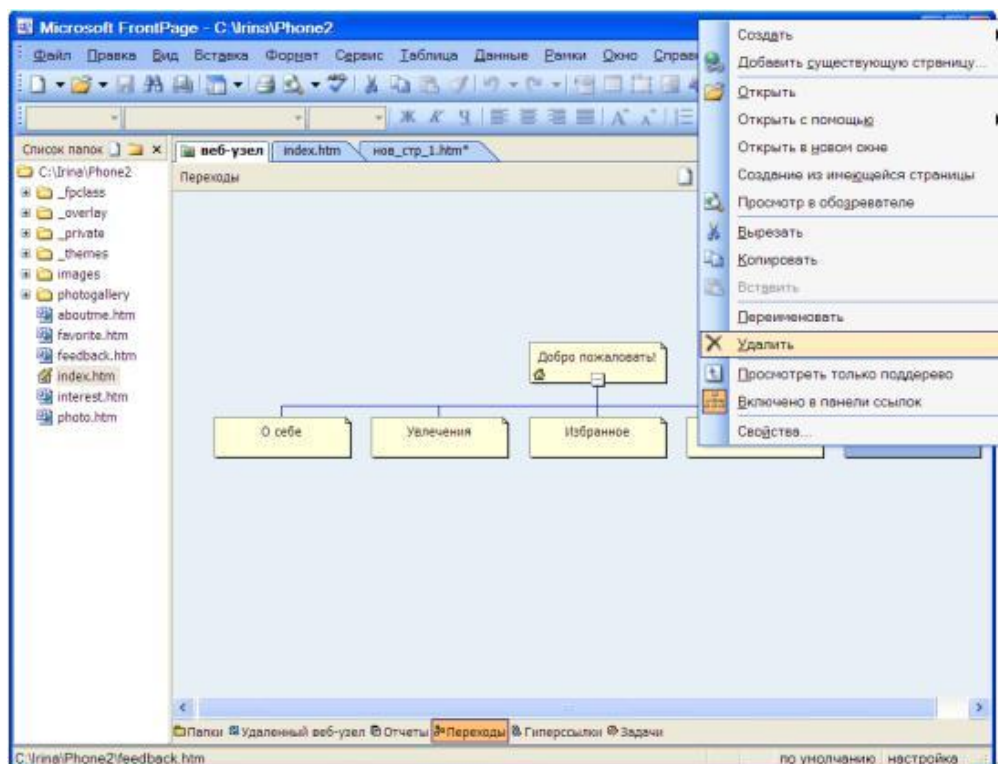 Microsoft FrontPage - C:\Irina\Phone2
Файл Правка Вид Вставка Формат Сервис Таблица Данные Рамки Окно
Ж К Ч
Список папок
веб-узел index.htm нов_стр_1.htm*
C:\Irina\Phone2
Переходы
_fpclass
_overlay
_private
_themes
images
photogallery
aboutme.htm
favorite.htm
feedback.htm
index.htm
interest.htm
photo.htm
Добро пожаловать!
О себе
Увлечения
Избранное
Создать
Добавить существующую страницу...
Открыть
Открыть с помощью
Открыть в новом окне
Создание из имеющейся страницы
Просмотр в обозревателе
Вырезать
Копировать
Вставить
Переименовать
Удалить
Просмотреть только поддерево
Включено в панели ссылок
Свойства...
Папки Удаленный веб-узел Отчеты Переходы Гиперссылки Задачи
C:\Irina\Phone2\feedback.htm по умолчанию настройка